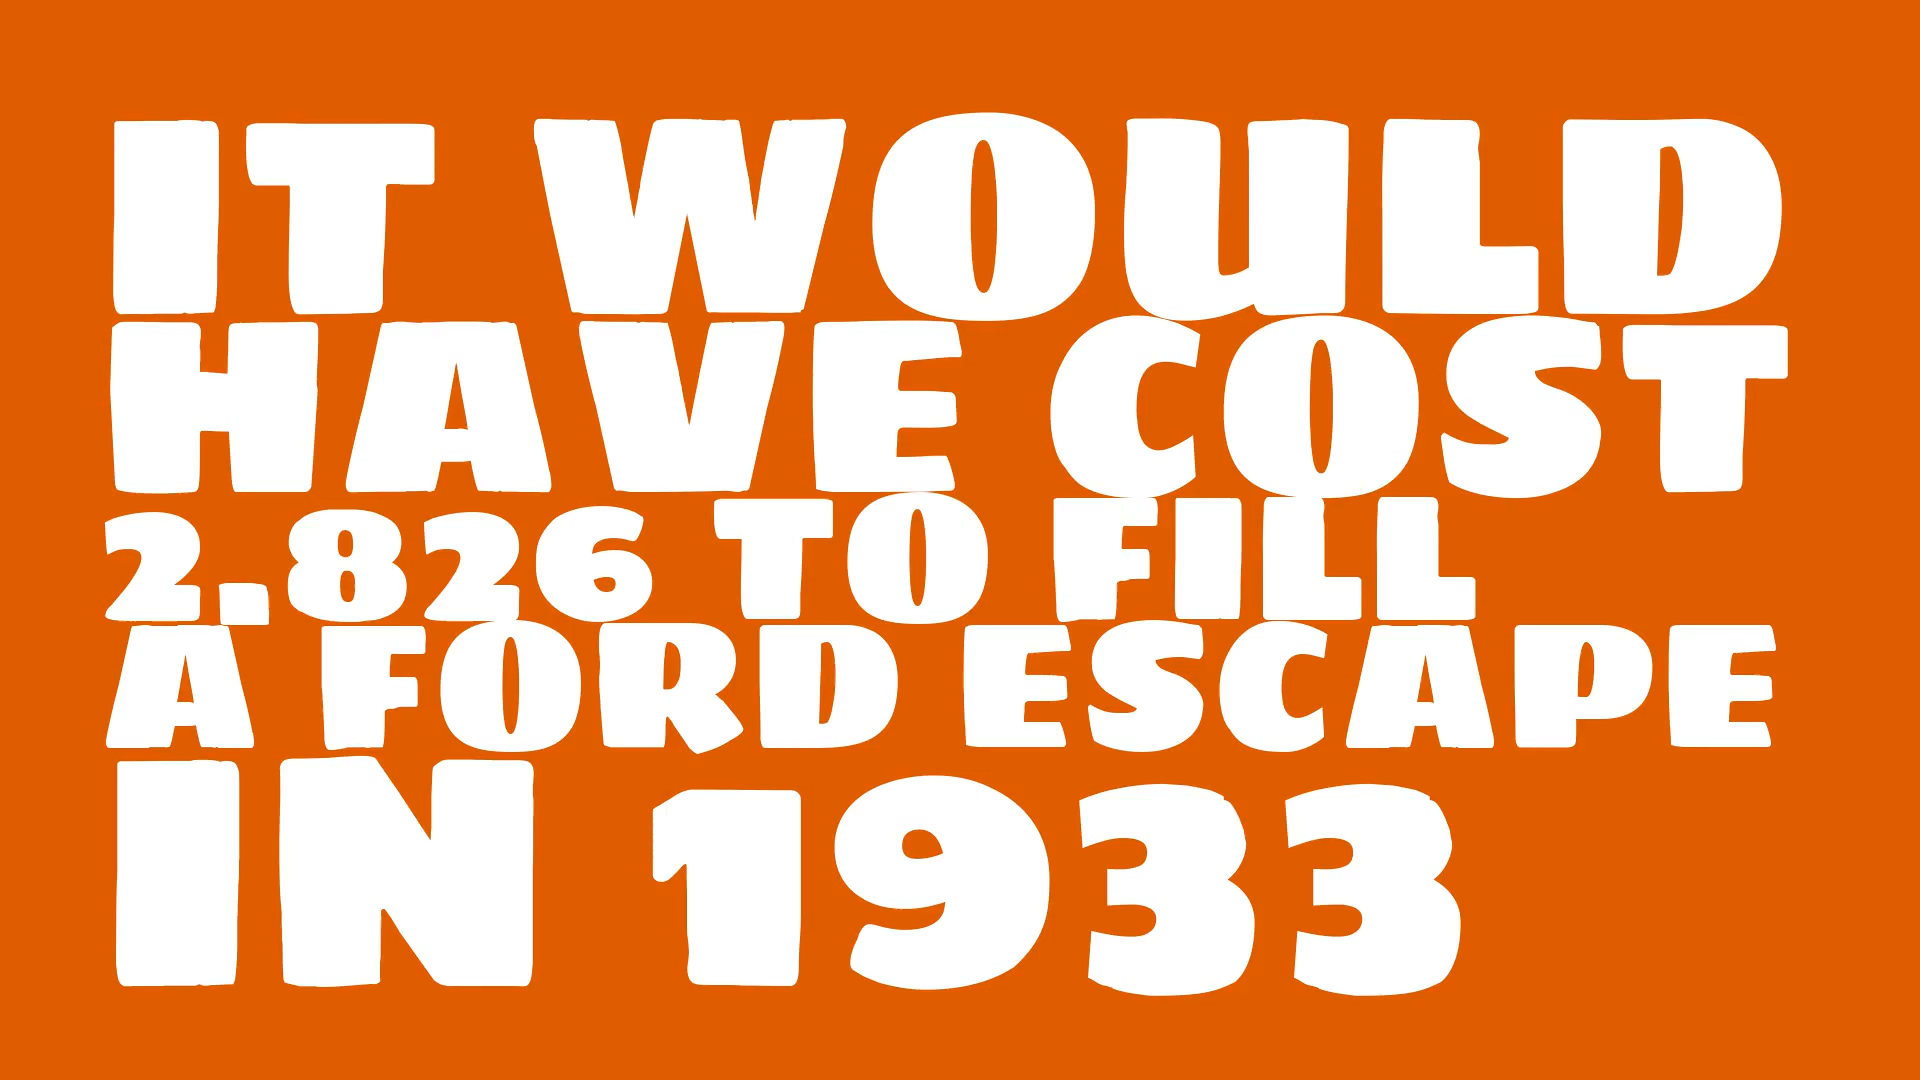 IT WOULD
HAVE COST
2.826 TO FILL
A FORD ESCAPE
IN 1933